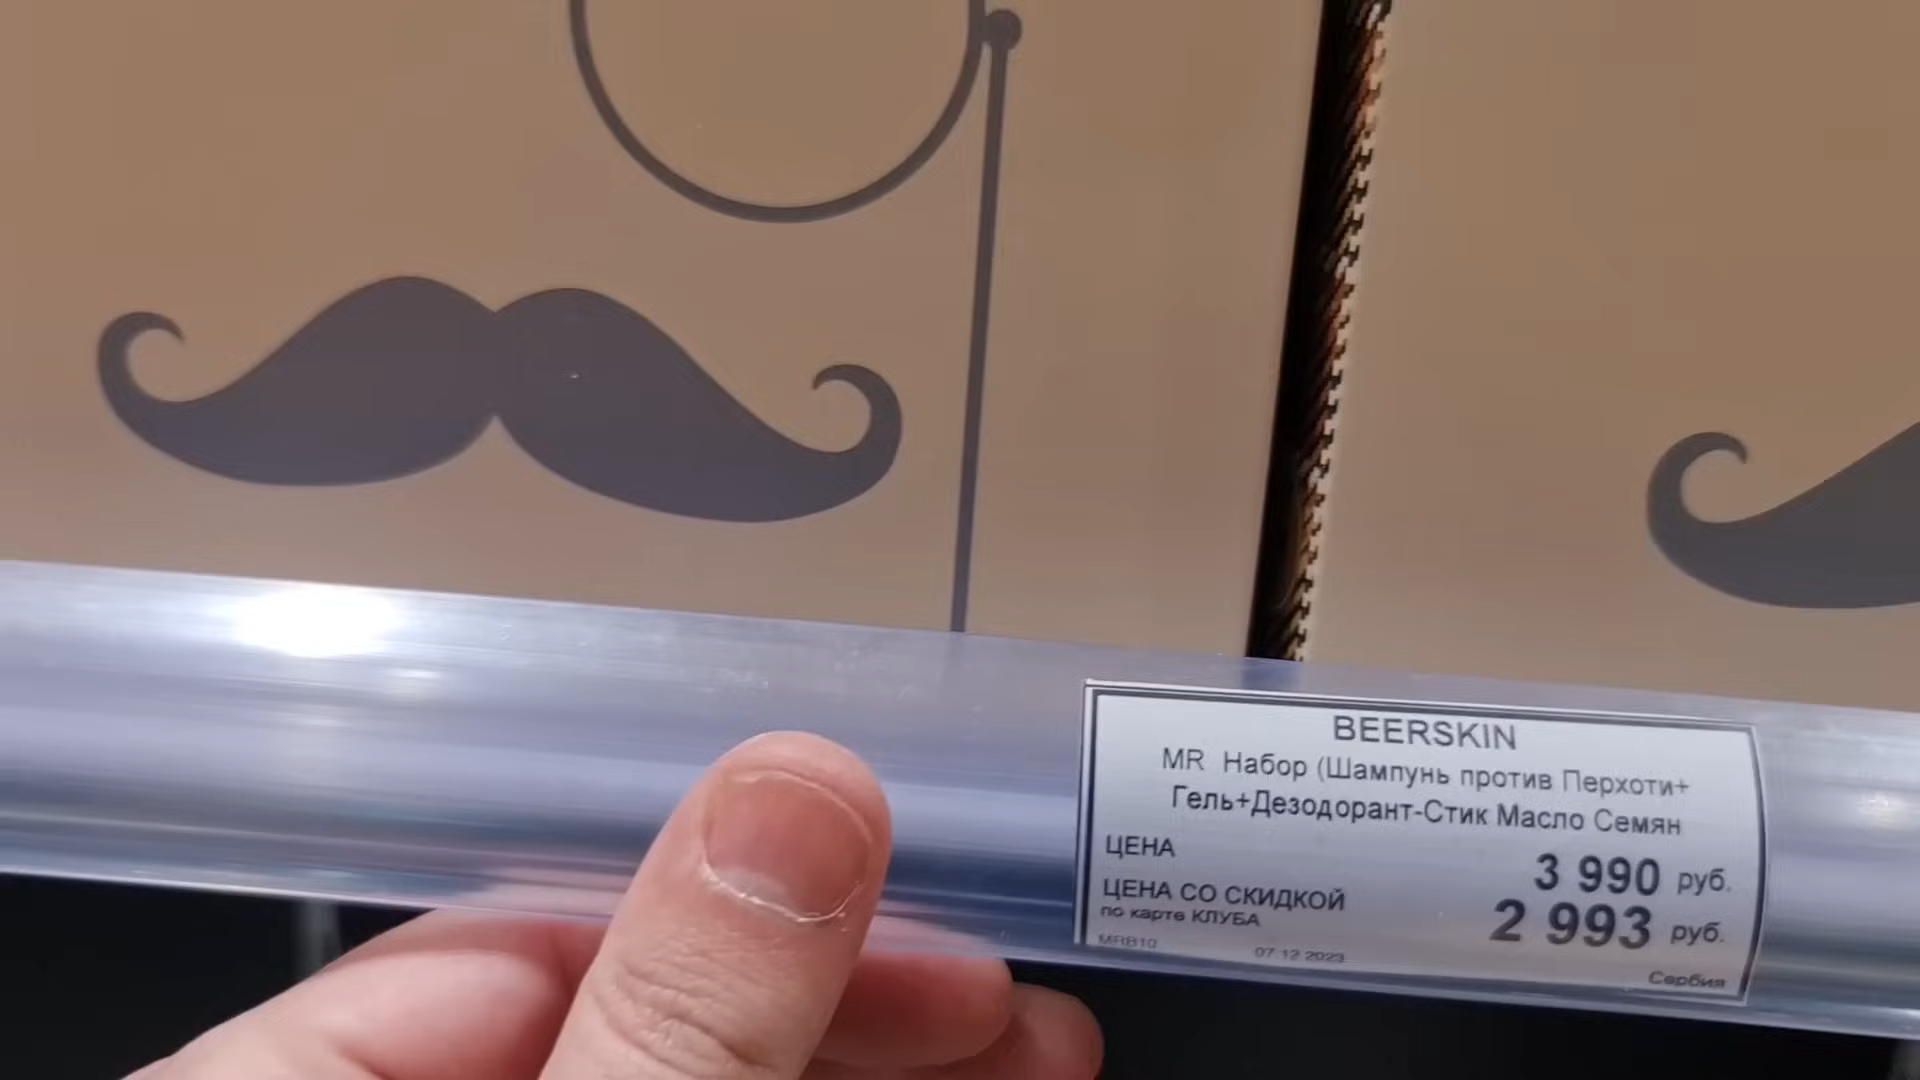 BEERSKIN
MR Набор (Шампунь против Перхоти+
Гель+Дезодорант-Стик Масло Семян
ЦЕНА 3 990 руб.
ЦЕНА СО СКИДКОЙ
по карте КЛУБА 2 993 руб.
MRB10 07.12.2023
Сербия